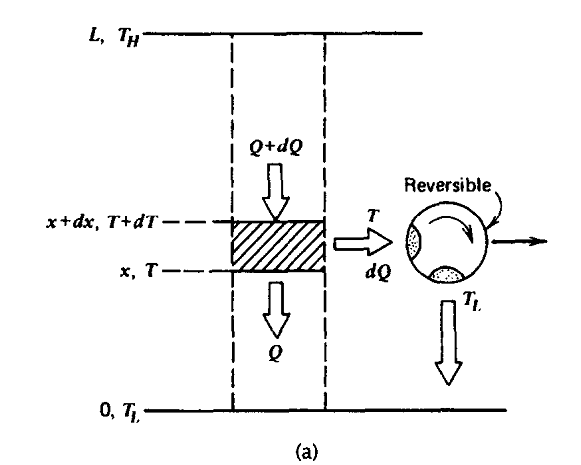 L, T_H
Q+dQ
Reversible
x+dx, T+dT
T
x, T
dQ
T_L
Q
0, T_L
(a)